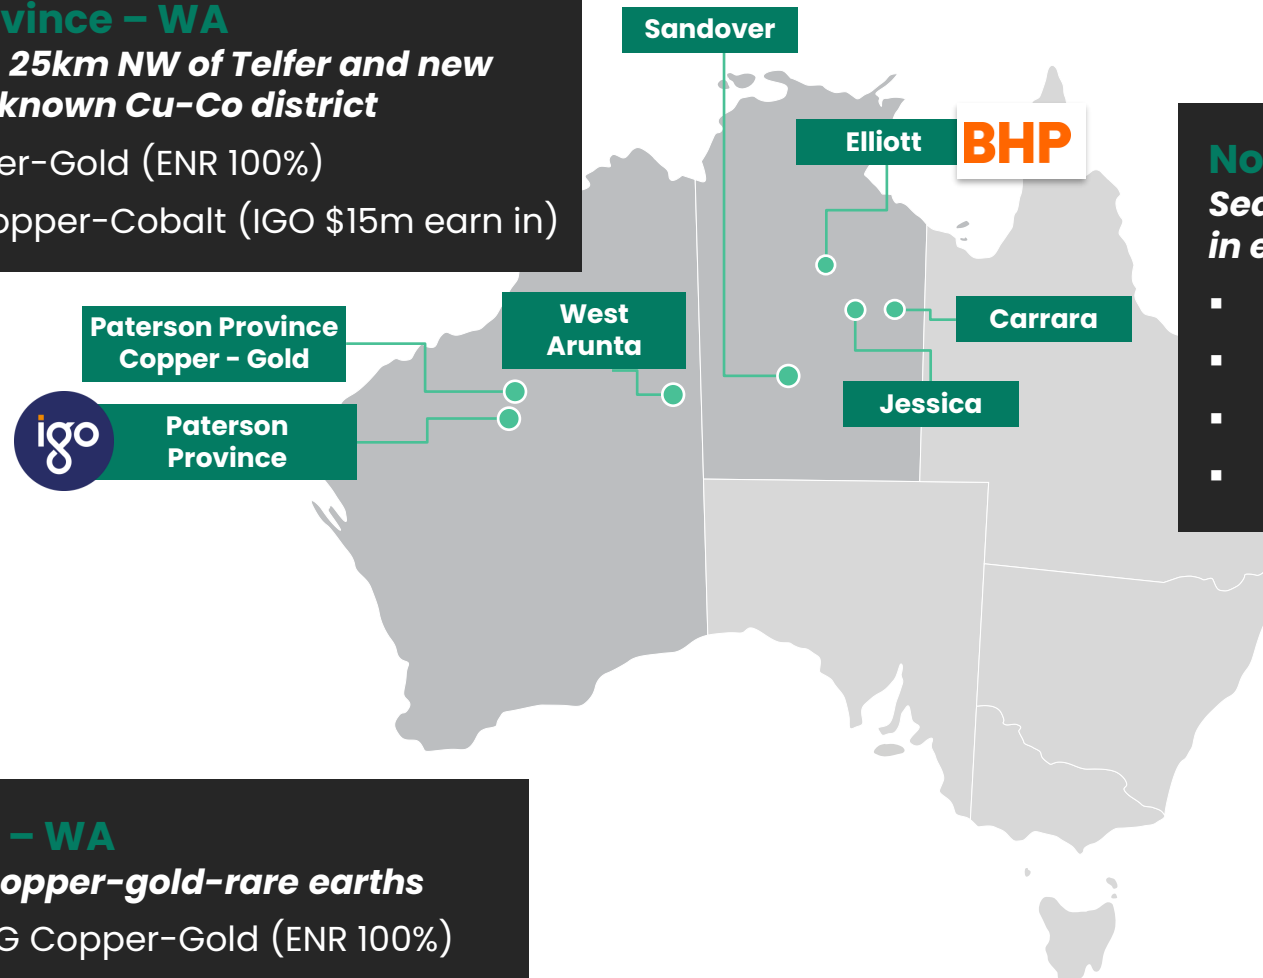 vince – WA
25km NW of Telfer and new
known Cu-Co district
er-Gold (ENR 100%)
opper-Cobalt (IGO $15m earn in)
Sandover
Elliott
BHP
No
in e
West
Arunta
Carrara
Paterson Province
Copper - Gold
Jessica
igo
Paterson
Province
– WA
opper-gold-rare earths
G Copper-Gold (ENR 100%)